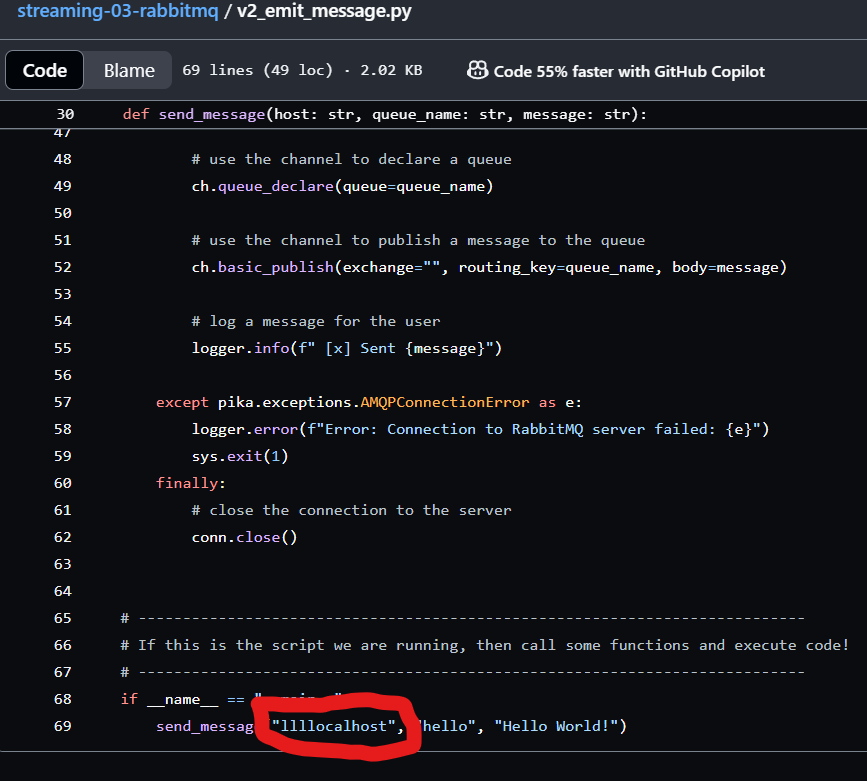 streaming-03-rabbitmq / v2_emit_message.py
Code Blame 69 lines (49 loc) · 2.02 KB Code 55% faster with GitHub Copilot
30 def send_message(host: str, queue_name: str, message: str):
47
48 # use the channel to declare a queue
49 ch.queue_declare(queue=queue_name)
50
51 # use the channel to publish a message to the queue
52 ch.basic_publish(exchange="", routing_key=queue_name, body=message)
53
54 # log a message for the user
55 logger.info(f" [x] Sent {message}")
56
57 except pika.exceptions.AMQPConnectionError as e:
58 logger.error(f"Error: Connection to RabbitMQ server failed: {e}")
59 sys.exit(1)
60 finally:
61 # close the connection to the server
62 conn.close()
63
64
65 # ---------------------------------------------------------------------------
66 # If this is the script we are running, then call some functions and execute code!
67 # ---------------------------------------------------------------------------
68 if __name__ == "
69 send_messag "llllocalhost", "hello", "Hello World!")